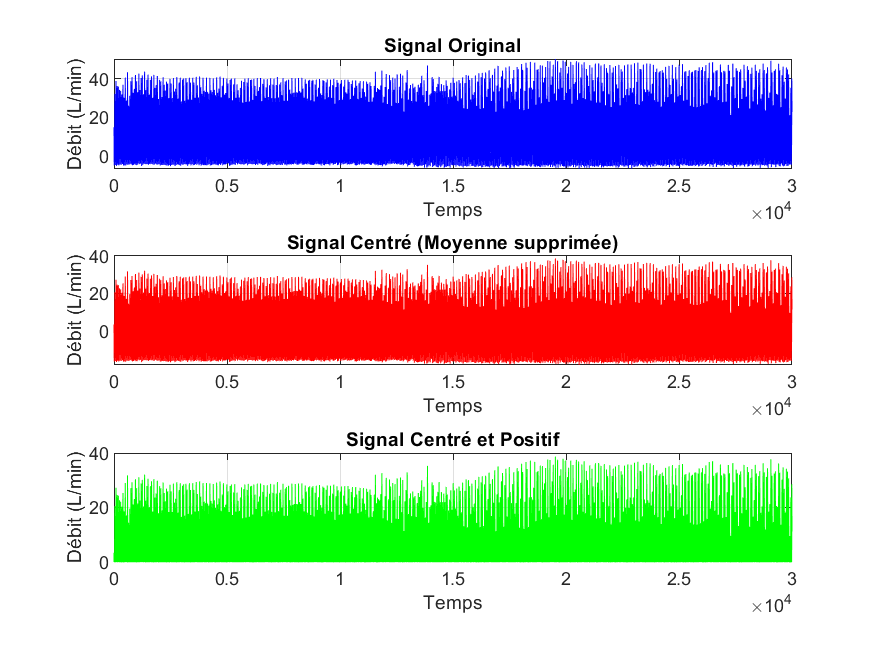 Signal Original
Débit (L/min)
40
20
0
0 0.5 1 1.5 2 2.5 3
Temps
×10^4
Signal Centré (Moyenne supprimée)
Débit (L/min)
40
20
0
0 0.5 1 1.5 2 2.5 3
Temps
×10^4
Signal Centré et Positif
Débit (L/min)
40
20
0
0 0.5 1 1.5 2 2.5 3
Temps
×10^4